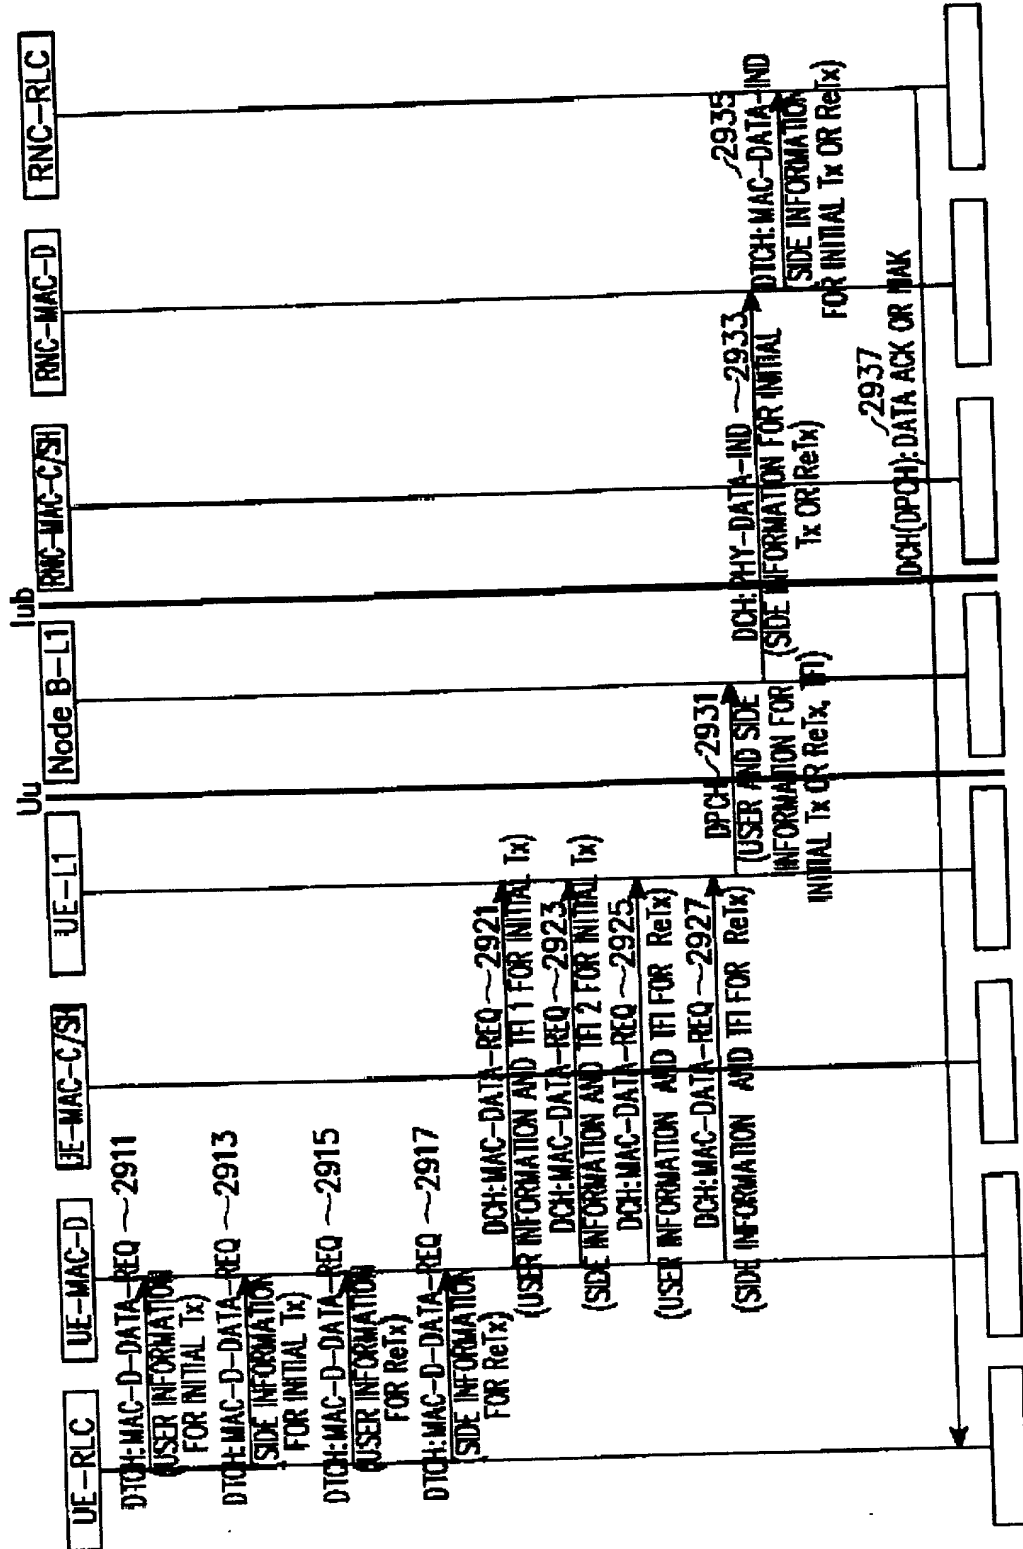 UE-RLC
UE-MAC-D
UE-MAC-C/SH
UE-L1
Uu
Node B-L1
Iub
RNC-MAC-C/SH
RNC-MAC-D
RNC-RLC
DTCH:MAC-D-DATA-REQ ~2911
(USER INFORMATION
FOR INITIAL Tx)
DTCH:MAC-D-DATA-REQ ~2913
(SIDE INFORMATION
FOR INITIAL Tx)
DTCH:MAC-D-DATA-REQ ~2915
(USER INFORMATION
FOR ReTx)
DTCH:MAC-D-DATA-REQ ~2917
(SIDE INFORMATION
FOR ReTx)
DCH:MAC-DATA-REQ ~2921
(USER INFORMATION AND TFI 1 FOR INITIAL Tx)
DCH:MAC-DATA-REQ ~2923
(SIDE INFORMATION AND TFI 2 FOR INITIAL Tx)
DCH:MAC-DATA-REQ ~2925
(USER INFORMATION AND TFI FOR ReTx)
DCH:MAC-DATA-REQ ~2927
(SIDE INFORMATION AND TFI FOR ReTx)
DPCH ~2931
(USER AND SIDE
INFORMATION FOR
INITIAL Tx OR ReTx, TFI)
DCH:PHY-DATA-IND ~2933
(SIDE INFORMATION FOR INITIAL
Tx OR ReTx)
2935
DTCH:MAC-DATA-IND
(SIDE INFORMATION
FOR INITIAL Tx OR ReTx)
2937
DCH(DPCH):DATA ACK OR NAK